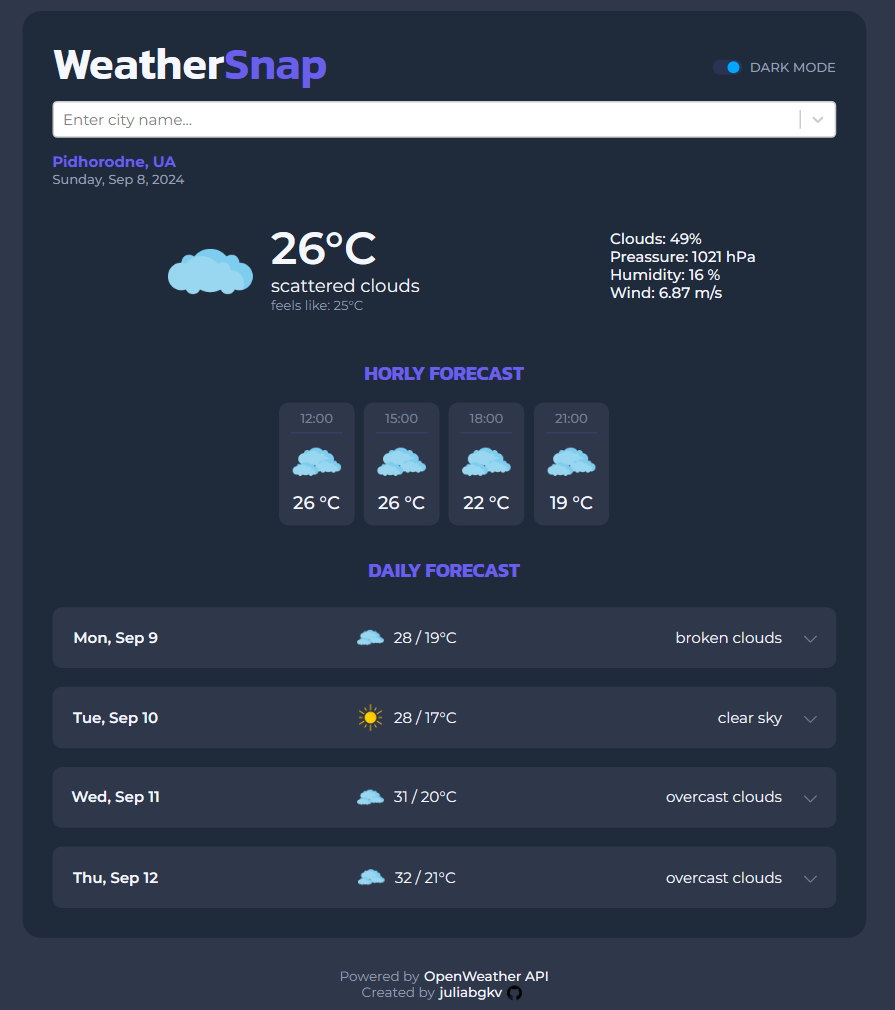 WeatherSnap
DARK MODE
Enter city name...
Pidhorodne, UA
Sunday, Sep 8, 2024
26°C
scattered clouds
feels like: 25°C
Clouds: 49%
Preassure: 1021 hPa
Humidity: 16 %
Wind: 6.87 m/s
HORLY FORECAST
12:00 15:00 18:00 21:00
26 °C 26 °C 22 °C 19 °C
DAILY FORECAST
Mon, Sep 9 28 / 19°C broken clouds
Tue, Sep 10 28 / 17°C clear sky
Wed, Sep 11 31 / 20°C overcast clouds
Thu, Sep 12 32 / 21°C overcast clouds
Powered by OpenWeather API
Created by juliabgkv